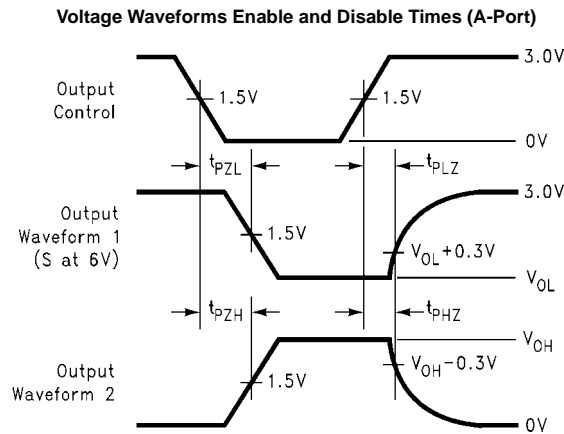 Voltage Waveforms Enable and Disable Times (A-Port)
Output
Control
1.5V
1.5V
3.0V
0V
tPZL
tPLZ
Output
Waveform 1
(S at 6V)
1.5V
3.0V
VOL+0.3V
VOL
tPZH
tPHZ
Output
Waveform 2
1.5V
VOH
VOH−0.3V
0V